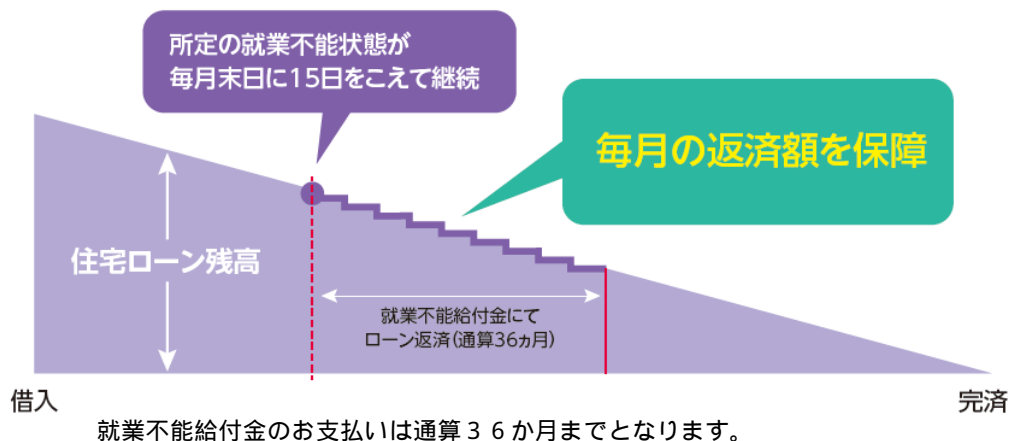 所定の就業不能状態が
毎月末日に15日をこえて継続
毎月の返済額を保障
住宅ローン残高
就業不能給付金にて
ローン返済(通算36ヵ月)
借入
完済
就業不能給付金のお支払いは通算３６か月までとなります。